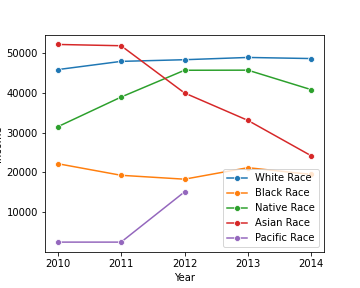 50000
40000
30000
20000
10000
White Race
Black Race
Native Race
Asian Race
Pacific Race
2010 2011 2012 2013 2014
Year